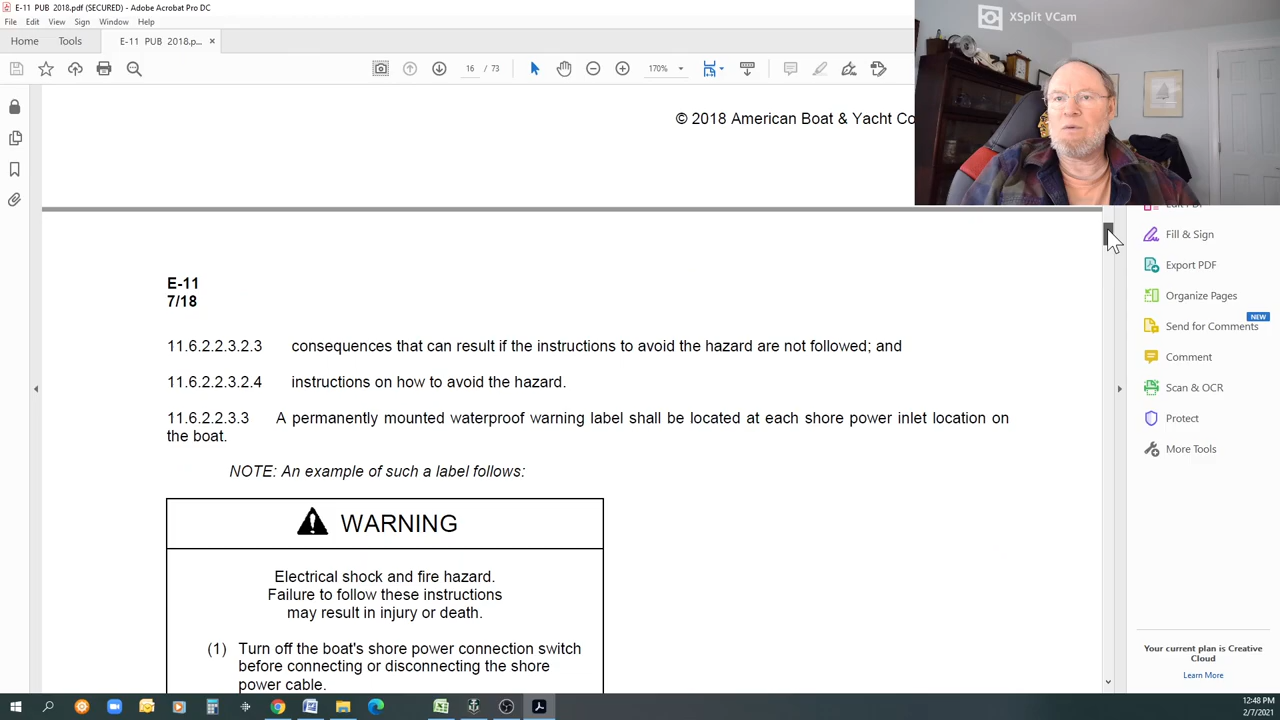 E-11 PUB 2018.pdf (SECURED) - Adobe Acrobat Pro DC
File Edit View Sign Window Help
Home Tools E-11 PUB 2018.p... ×
16 / 73 170%
XSplit VCam
© 2018 American Boat & Yacht Co
E-11
7/18
11.6.2.2.3.2.3 consequences that can result if the instructions to avoid the hazard are not followed; and
11.6.2.2.3.2.4 instructions on how to avoid the hazard.
11.6.2.2.3.3 A permanently mounted waterproof warning label shall be located at each shore power inlet location on
the boat.
NOTE: An example of such a label follows:
WARNING
Electrical shock and fire hazard.
Failure to follow these instructions
may result in injury or death.
(1) Turn off the boat's shore power connection switch
before connecting or disconnecting the shore
power cable.
Fill & Sign
Export PDF
Organize Pages
NEW
Send for Comments
Comment
Scan & OCR
Protect
More Tools
Your current plan is Creative
Cloud
Learn More
12:48 PM
2/7/2021